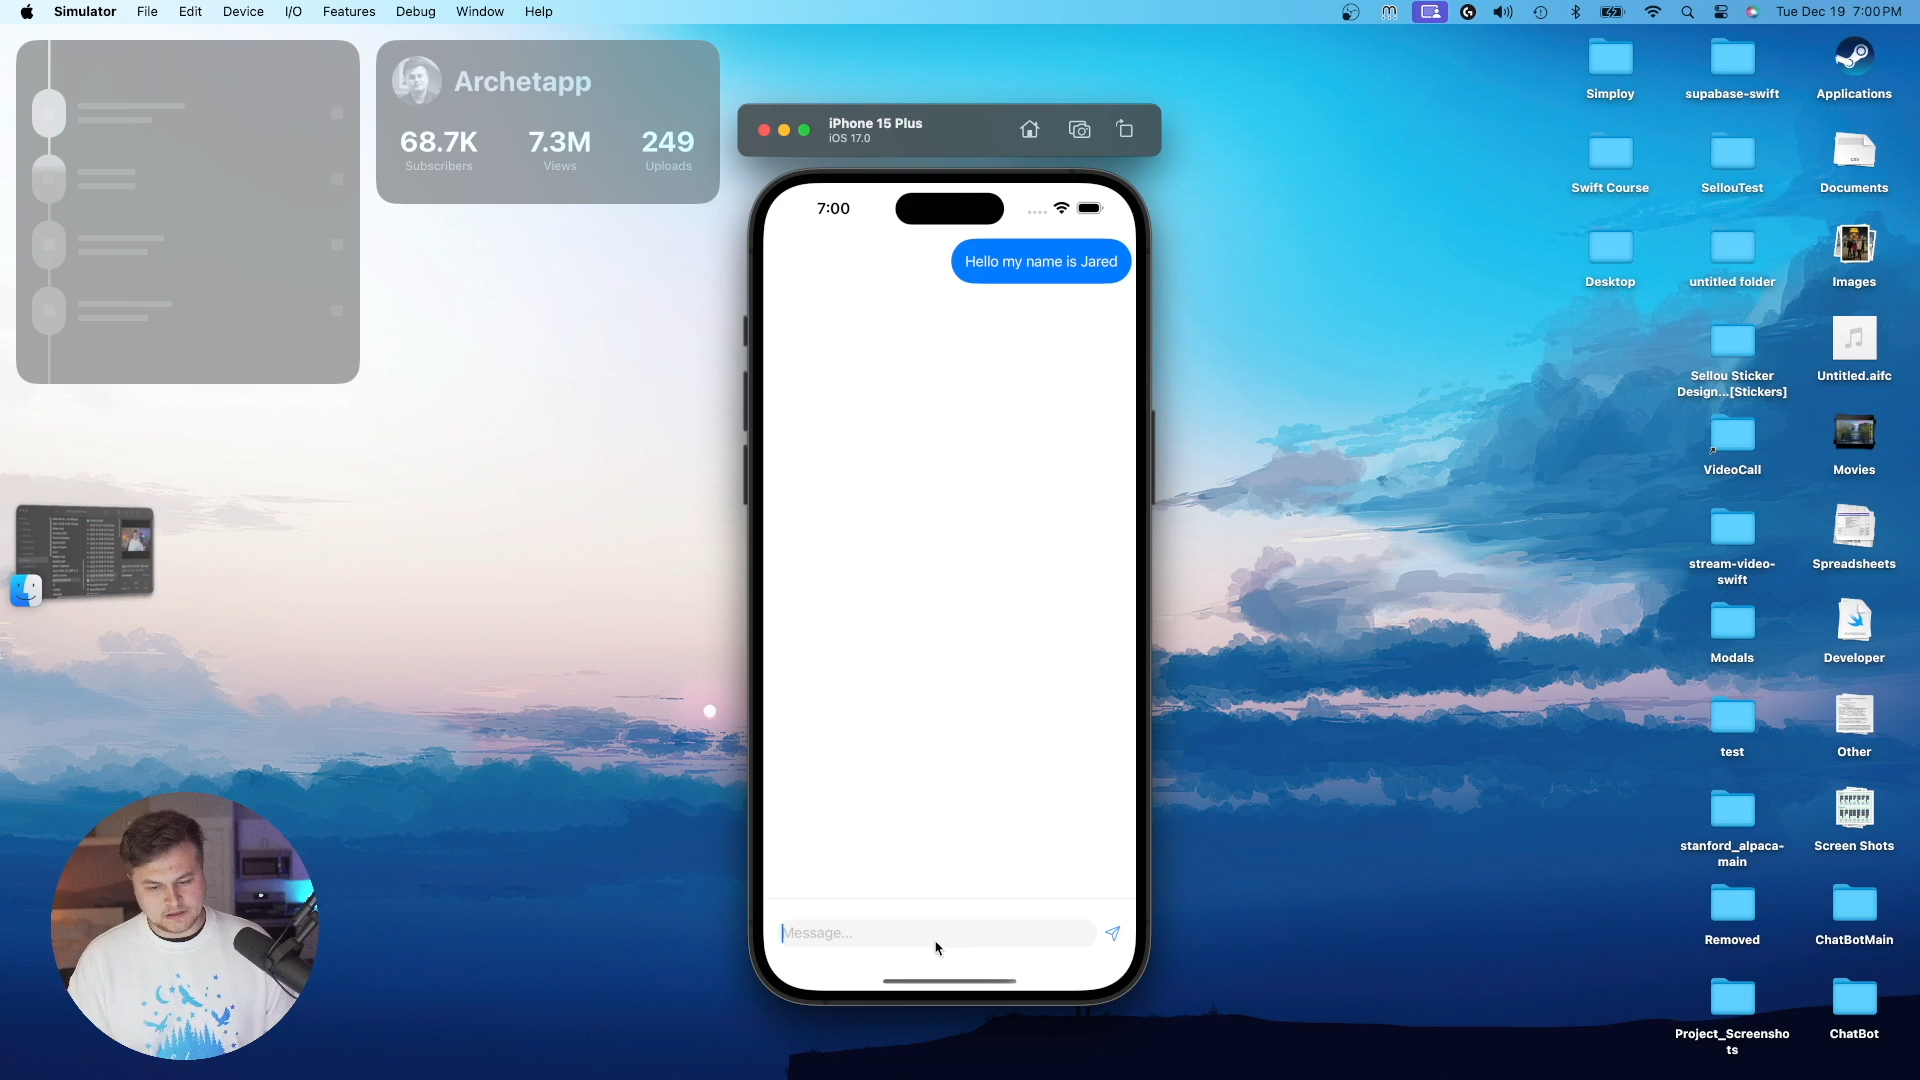 Simulator File Edit Device I/O Features Debug Window Help
Tue Dec 19 7:00 PM
Archetapp
68.7K 7.3M 249
Subscribers Views Uploads
iPhone 15 Plus
iOS 17.0
7:00
Hello my name is Jared
Message...
Simploy
supabase-swift
Applications
Swift Course
SellouTest
CSV
Documents
Desktop
untitled folder
Images
Sellou Sticker
Design...[Stickers]
Untitled.aifc
VideoCall
Movies
stream-video-
swift
Spreadsheets
Modals
Developer
test
Other
stanford_alpaca-
main
Screen Shots
Removed
ChatBotMain
Project_Screensho
ts
ChatBot